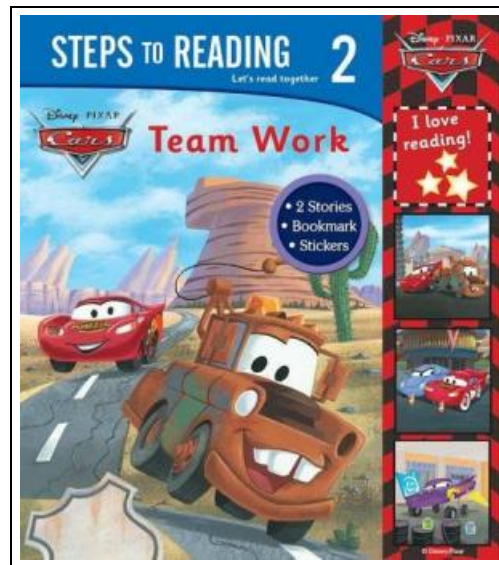 STEPS TO READING 2
Let's read together
Disney · PIXAR
Cars
Team Work
• 2 Stories
• Bookmark
• Stickers
Disney · PIXAR
Cars
I love
reading!
© Disney/Pixar